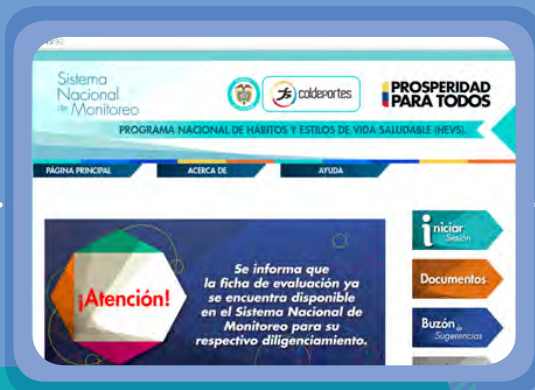 Sistema
Nacional
de Monitoreo
coldeportes
PROSPERIDAD
PARA TODOS
PROGRAMA NACIONAL DE HÁBITOS Y ESTILOS DE VIDA SALUDABLE (HEVS).
PÁGINA PRINCIPAL
ACERCA DE
AYUDA
¡Atención!
Se informa que
la ficha de evaluación ya
se encuentra disponible
en el Sistema Nacional de
Monitoreo para su
respectivo diligenciamiento.
iniciar
Sesión
Documentos
Buzón de
Sugerencias